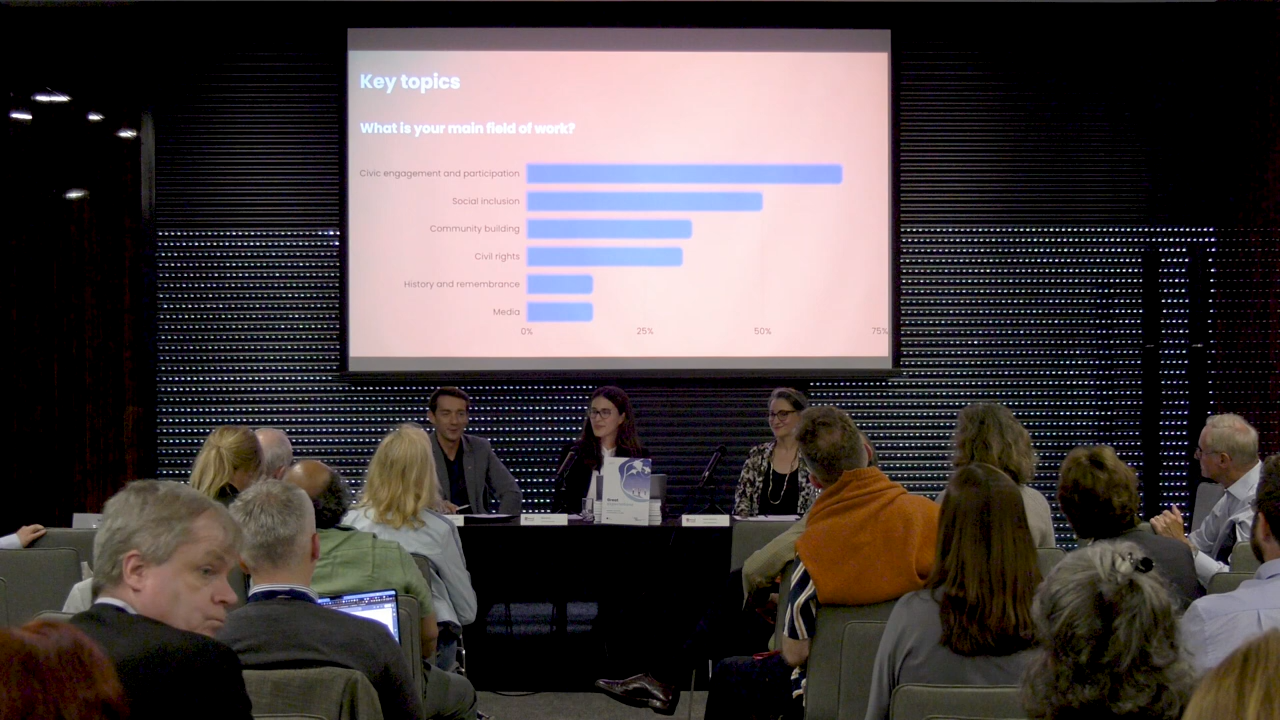 Key topics
What is your main field of work?
Civic engagement and participation
Social inclusion
Community building
Civil rights
History and remembrance
Media
0% 25% 50% 75%